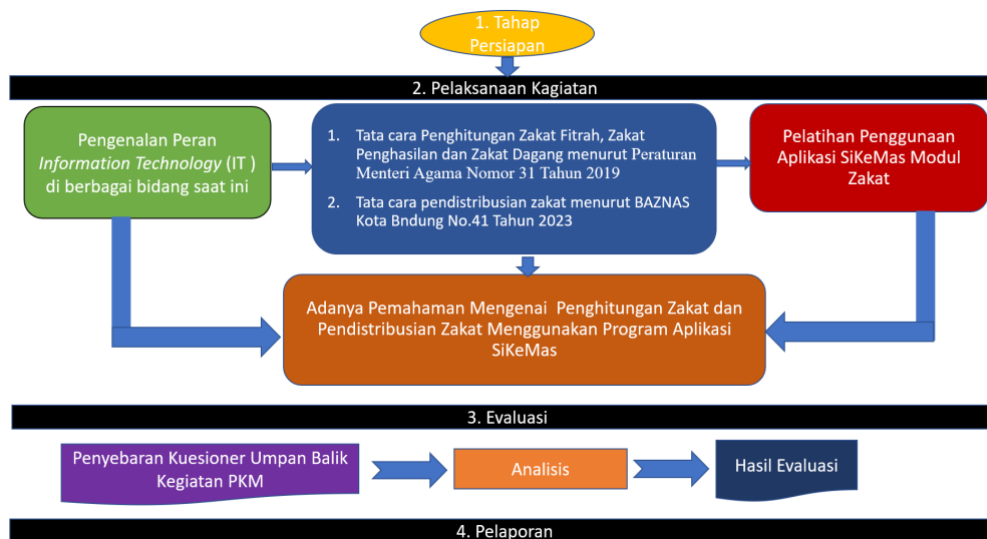 1. Tahap
Persiapan
2. Pelaksanaan Kagiatan
Pengenalan Peran
Information Technology (IT )
di berbagai bidang saat ini
1. Tata cara Penghitungan Zakat Fitrah, Zakat
Penghasilan dan Zakat Dagang menurut Peraturan
Menteri Agama Nomor 31 Tahun 2019
2. Tata cara pendistribusian zakat menurut BAZNAS
Kota Bndung No.41 Tahun 2023
Pelatihan Penggunaan
Aplikasi SiKeMas Modul
Zakat
Adanya Pemahaman Mengenai Penghitungan Zakat dan
Pendistribusian Zakat Menggunakan Program Aplikasi
SiKeMas
3. Evaluasi
Penyebaran Kuesioner Umpan Balik
Kegiatan PKM
Analisis
Hasil Evaluasi
4. Pelaporan